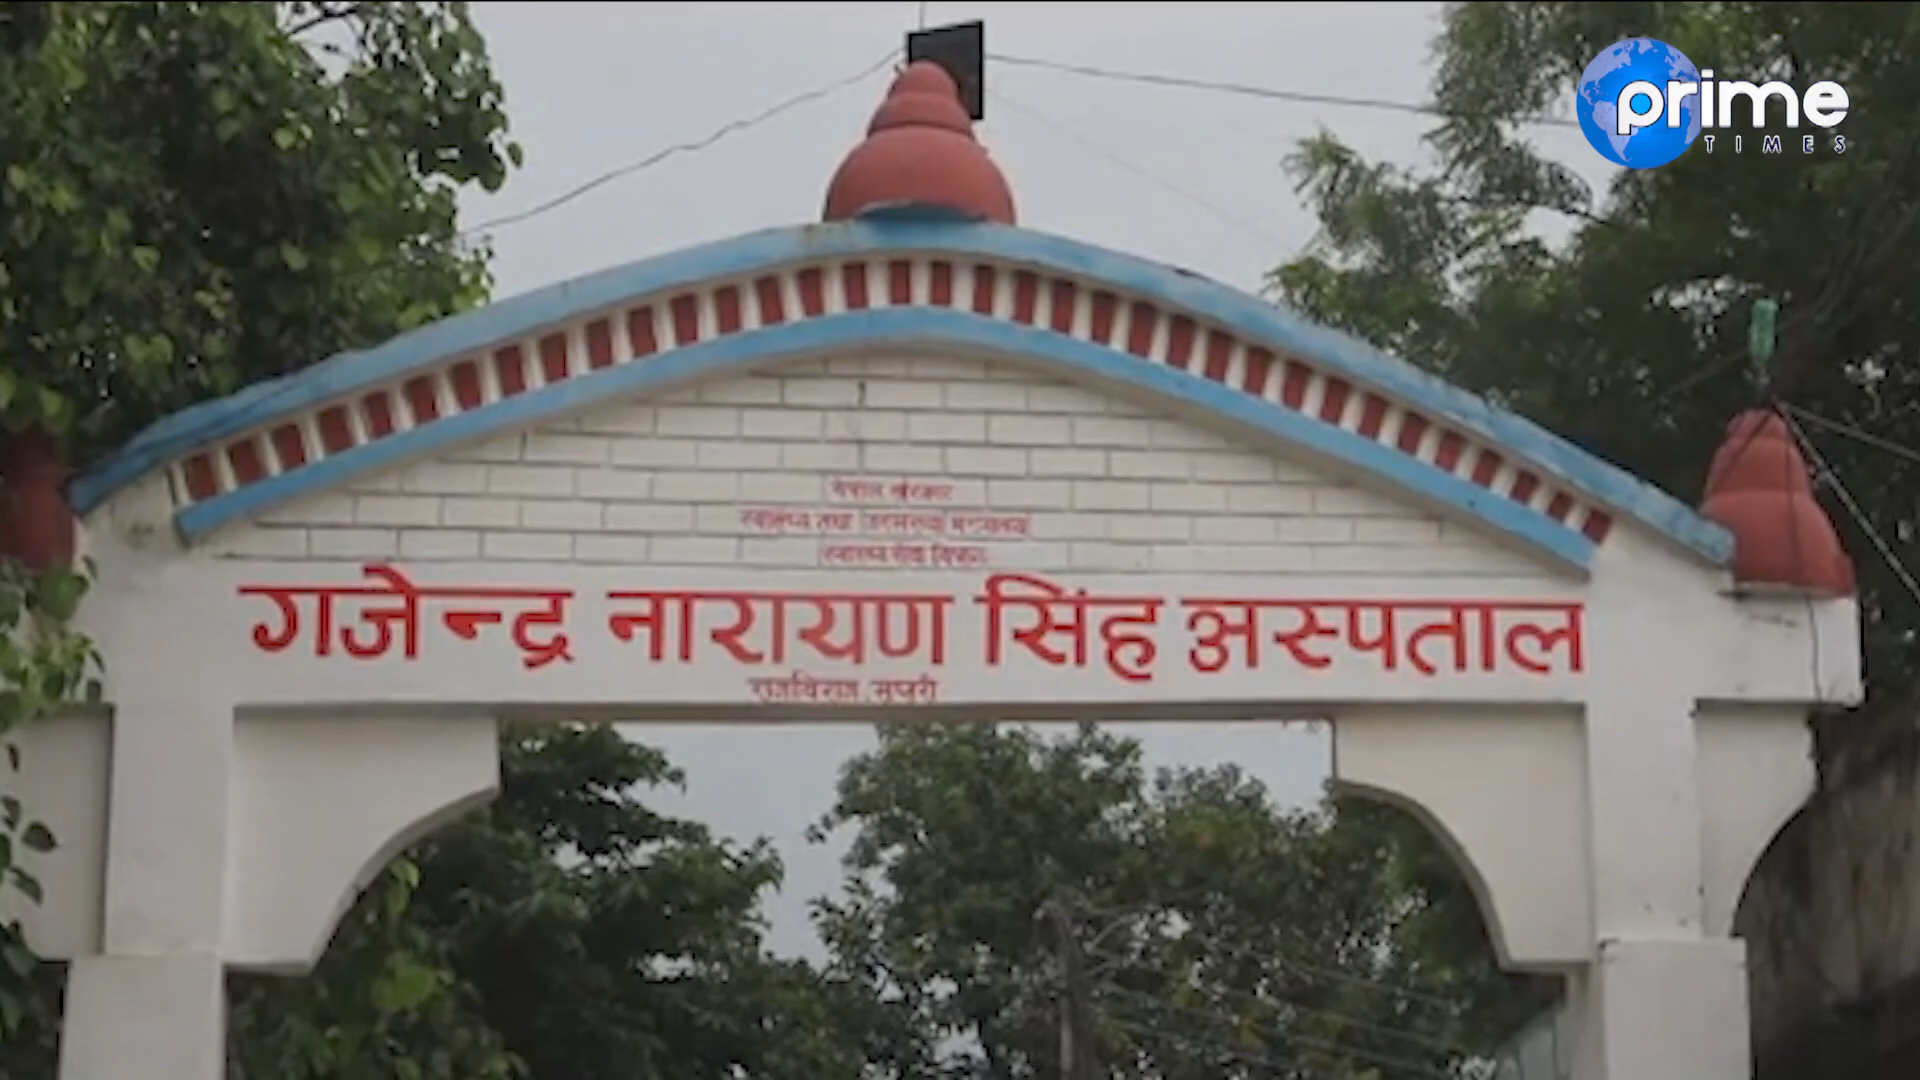 prime
TIMES
नेपाल सरकार
स्वास्थ्य तथा जनसंख्या मन्त्रालय
स्वास्थ्य सेवा विभाग
गजेन्द्र नारायण सिंह अस्पताल
राजविराज, सप्तरी